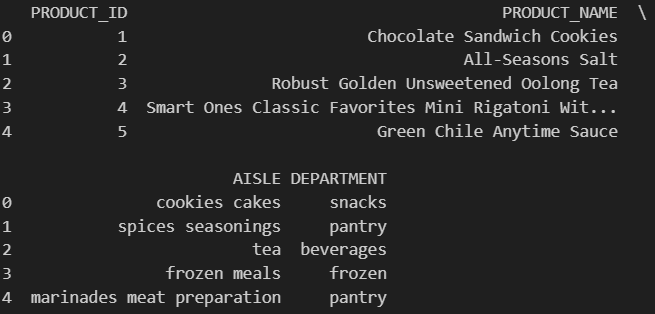 PRODUCT_ID PRODUCT_NAME \
0 1 Chocolate Sandwich Cookies
1 2 All-Seasons Salt
2 3 Robust Golden Unsweetened Oolong Tea
3 4 Smart Ones Classic Favorites Mini Rigatoni Wit...
4 5 Green Chile Anytime Sauce
AISLE DEPARTMENT
0 cookies cakes snacks
1 spices seasonings pantry
2 tea beverages
3 frozen meals frozen
4 marinades meat preparation pantry